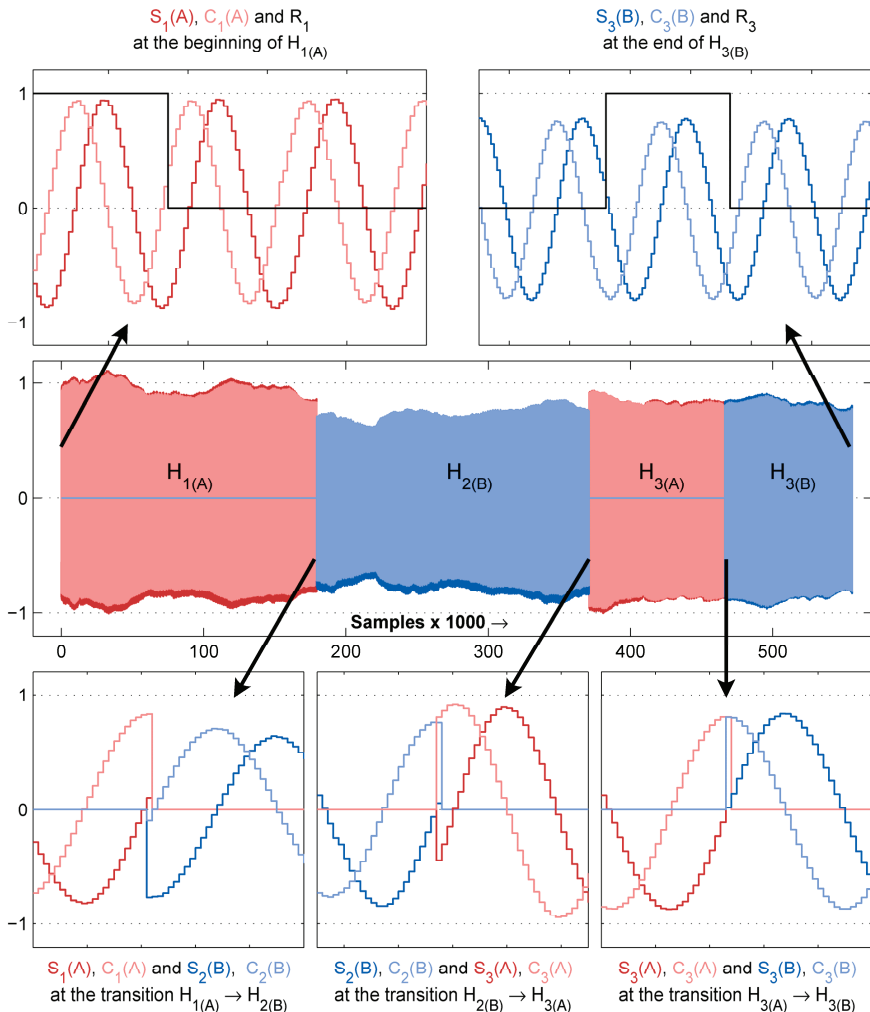 S1(A), C1(A) and R1
at the beginning of H1(A)
S3(B), C3(B) and R3
at the end of H3(B)
1
0
−1
1
0
−1
H1(A)
H2(B)
H3(A)
H3(B)
Samples x 1000 →
0 100 200 300 400 500
1
0
−1
S1(A), C1(A) and S2(B), C2(B)
at the transition H1(A) → H2(B)
S2(B), C2(B) and S3(A), C3(A)
at the transition H2(B) → H3(A)
S3(A), C3(A) and S3(B), C3(B)
at the transition H3(A) → H3(B)